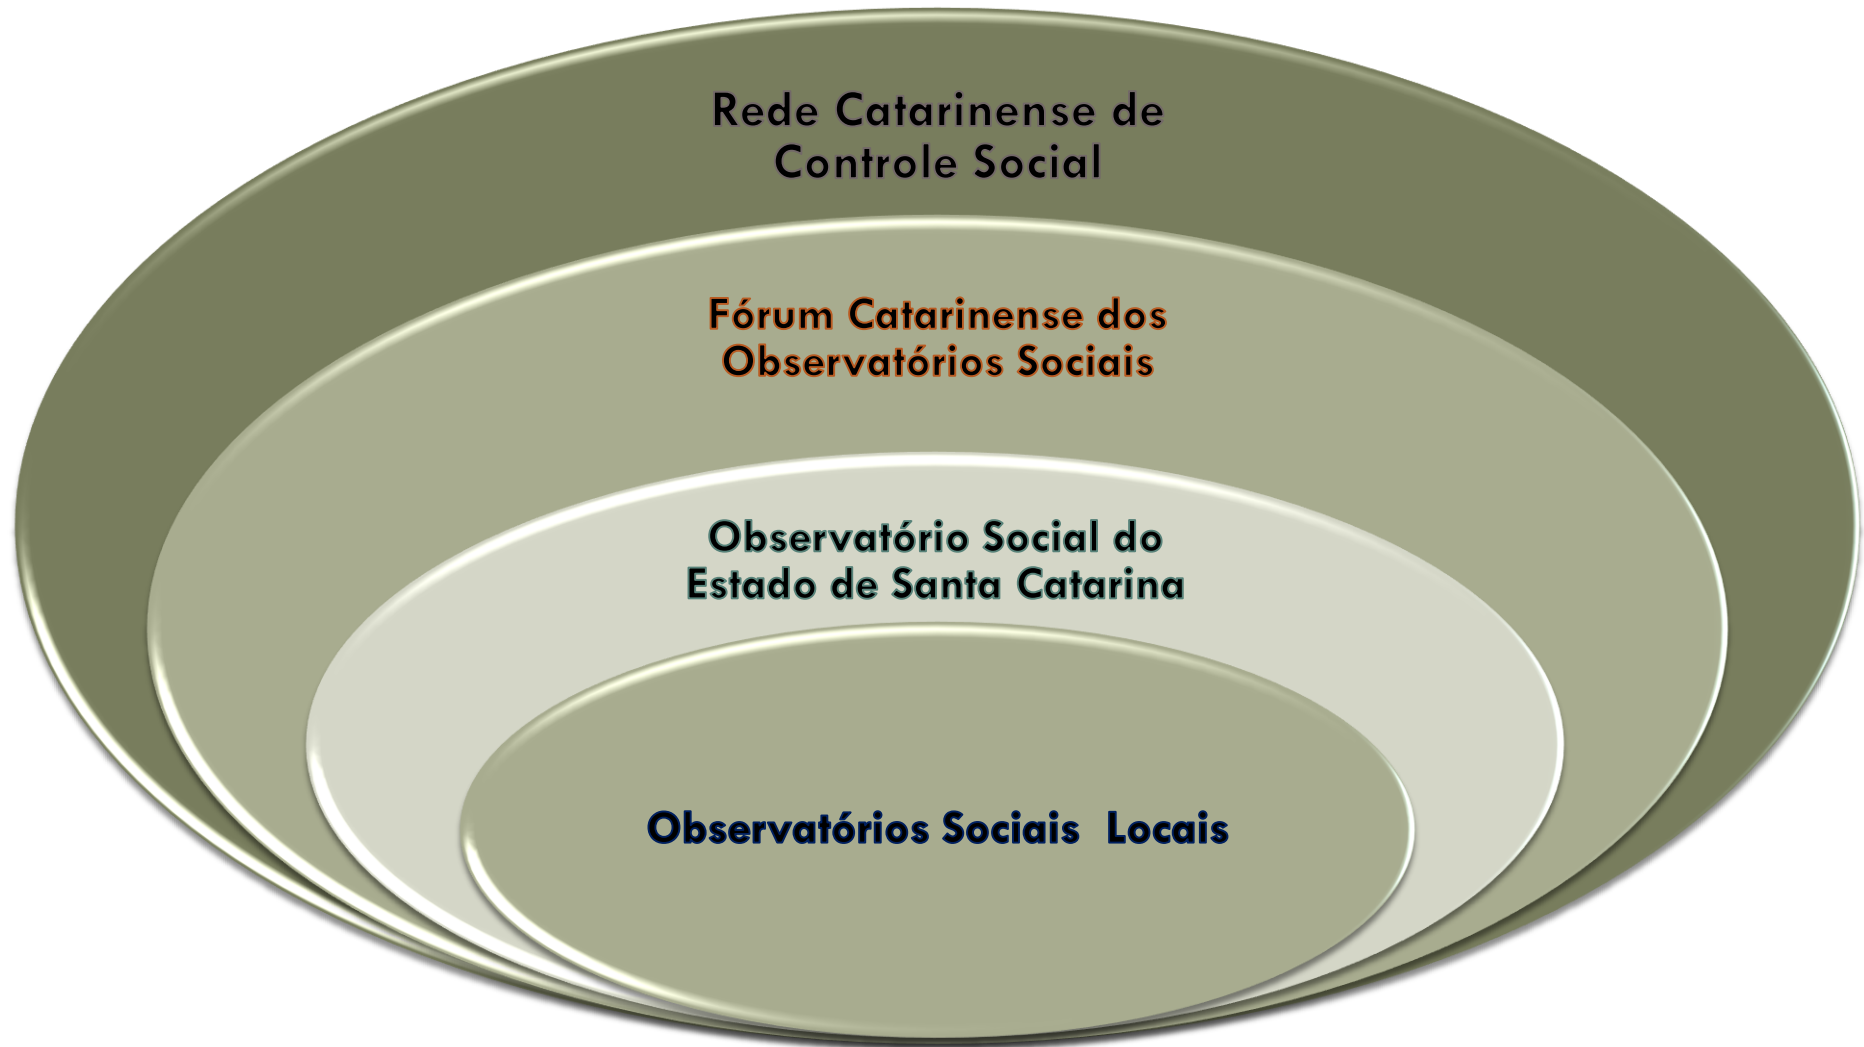 Rede Catarinense de
Controle Social
Fórum Catarinense dos
Observatórios Sociais
Observatório Social do
Estado de Santa Catarina
Observatórios Sociais  Locais